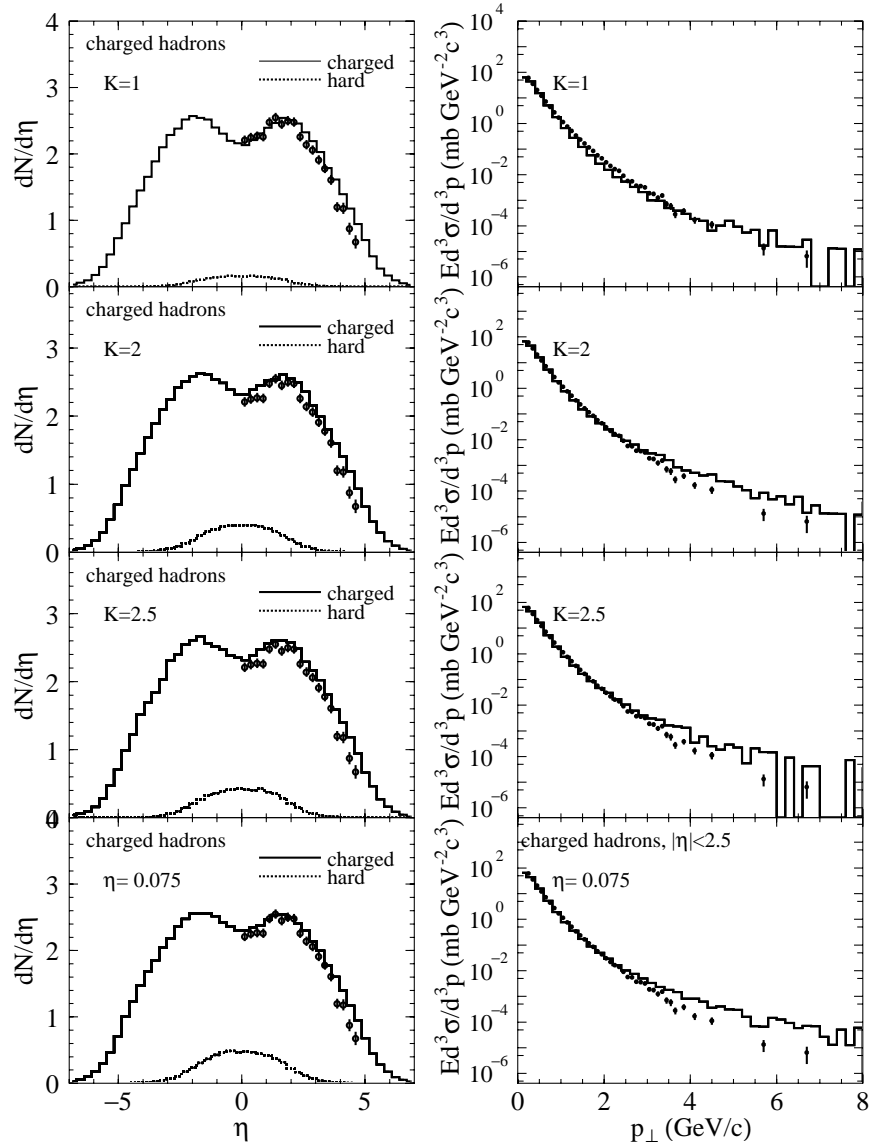 charged hadrons
charged
hard
K=1
dN/dη
4
3
2
1
0
Ed³σ/d³p (mb GeV⁻²c³)
K=1
10⁴
10²
10⁰
10⁻²
10⁻⁴
10⁻⁶
charged hadrons
charged
hard
K=2
dN/dη
3
2
1
0
Ed³σ/d³p (mb GeV⁻²c³)
K=2
10²
10⁰
10⁻²
10⁻⁴
10⁻⁶
charged hadrons
charged
hard
K=2.5
dN/dη
3
2
1
0
Ed³σ/d³p (mb GeV⁻²c³)
K=2.5
10²
10⁰
10⁻²
10⁻⁴
10⁻⁶
charged hadrons
charged
hard
η= 0.075
dN/dη
4
3
2
1
0
−5 0 5
η
charged hadrons, |η|<2.5
η= 0.075
Ed³σ/d³p (mb GeV⁻²c³)
10²
10⁰
10⁻²
10⁻⁴
10⁻⁶
0 2 4 6 8
p⊥ (GeV/c)